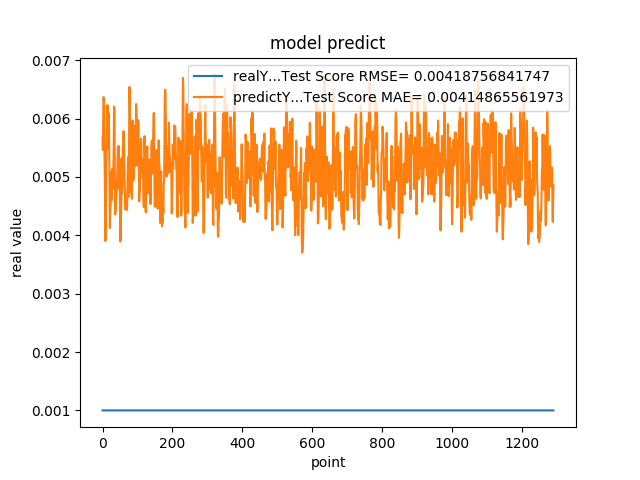 model predict
realY...Test Score RMSE= 0.00418756841747
predictY...Test Score MAE= 0.00414865561973
0.007
0.006
0.005
0.004
0.003
0.002
0.001
real value
0 200 400 600 800 1000 1200
point